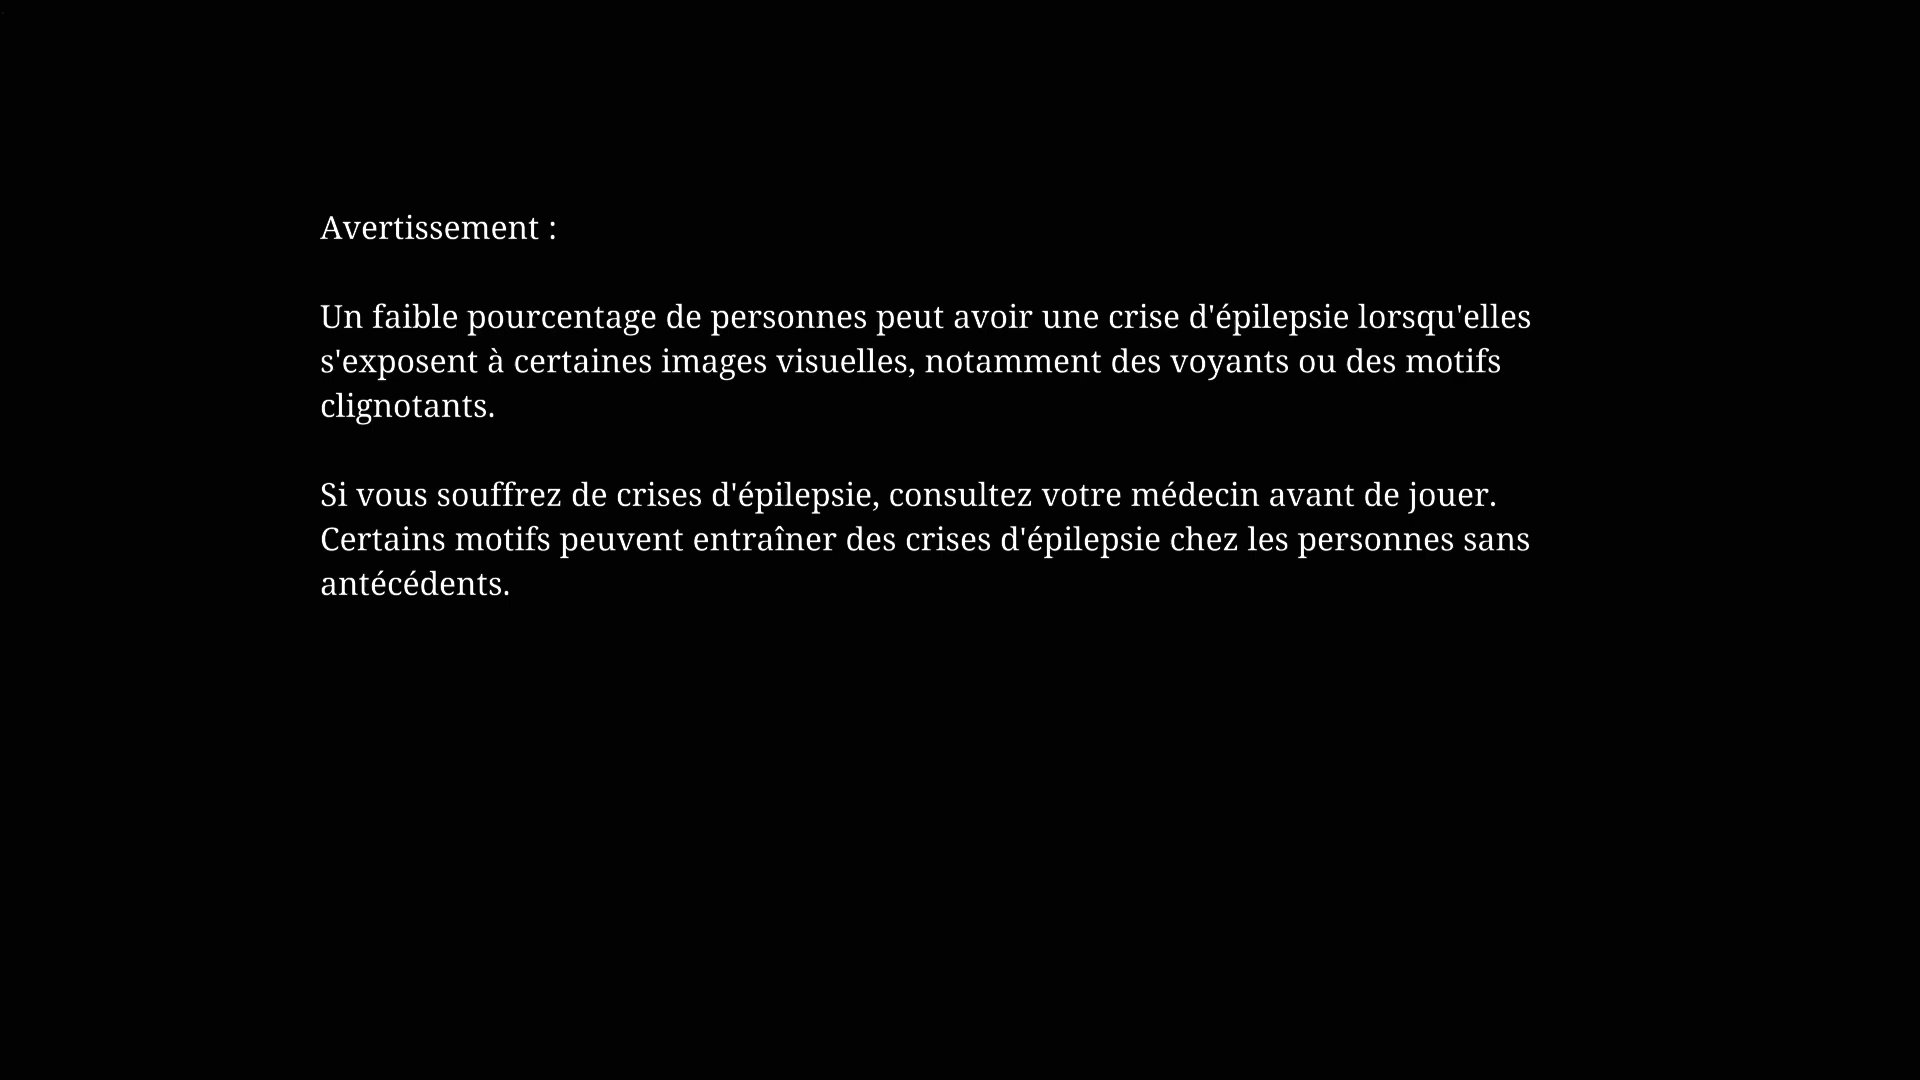 Avertissement :
Un faible pourcentage de personnes peut avoir une crise d'épilepsie lorsqu'elles
s'exposent à certaines images visuelles, notamment des voyants ou des motifs
clignotants.
Si vous souffrez de crises d'épilepsie, consultez votre médecin avant de jouer.
Certains motifs peuvent entraîner des crises d'épilepsie chez les personnes sans
antécédents.